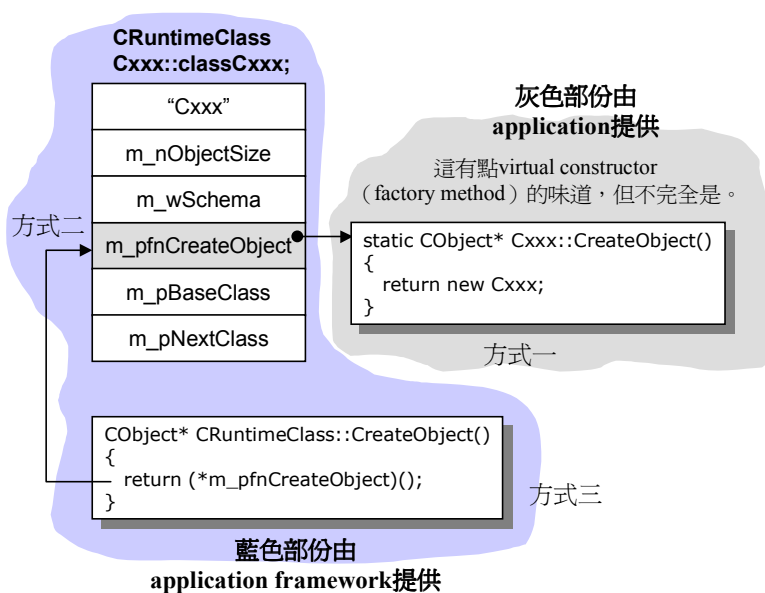 CRuntimeClass
Cxxx::classCxxx;
“Cxxx”
m_nObjectSize
m_wSchema
方式二
m_pfnCreateObject
m_pBaseClass
m_pNextClass
灰色部份由
application提供
這有點virtual constructor
（factory method）的味道，但不完全是。
static CObject* Cxxx::CreateObject()
{
return new Cxxx;
}
方式一
CObject* CRuntimeClass::CreateObject()
{
return (*m_pfnCreateObject)();
}
方式三
藍色部份由
application framework提供